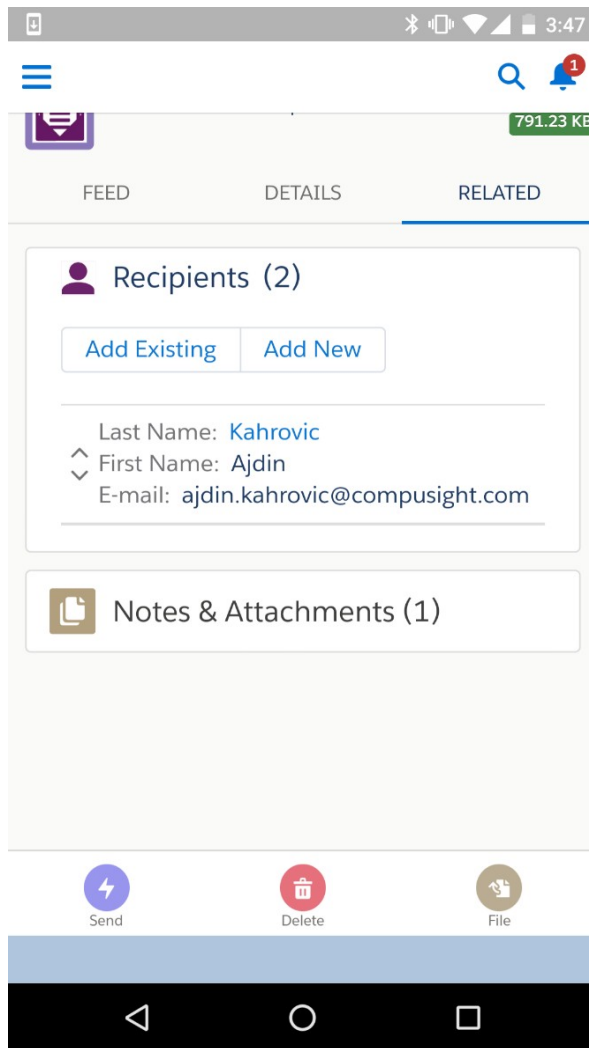 3:47
1
791.23 KB
FEED DETAILS RELATED
Recipients (2)
Add Existing Add New
Last Name: Kahrovic
First Name: Ajdin
E-mail: ajdin.kahrovic@compusight.com
Notes & Attachments (1)
Send Delete File